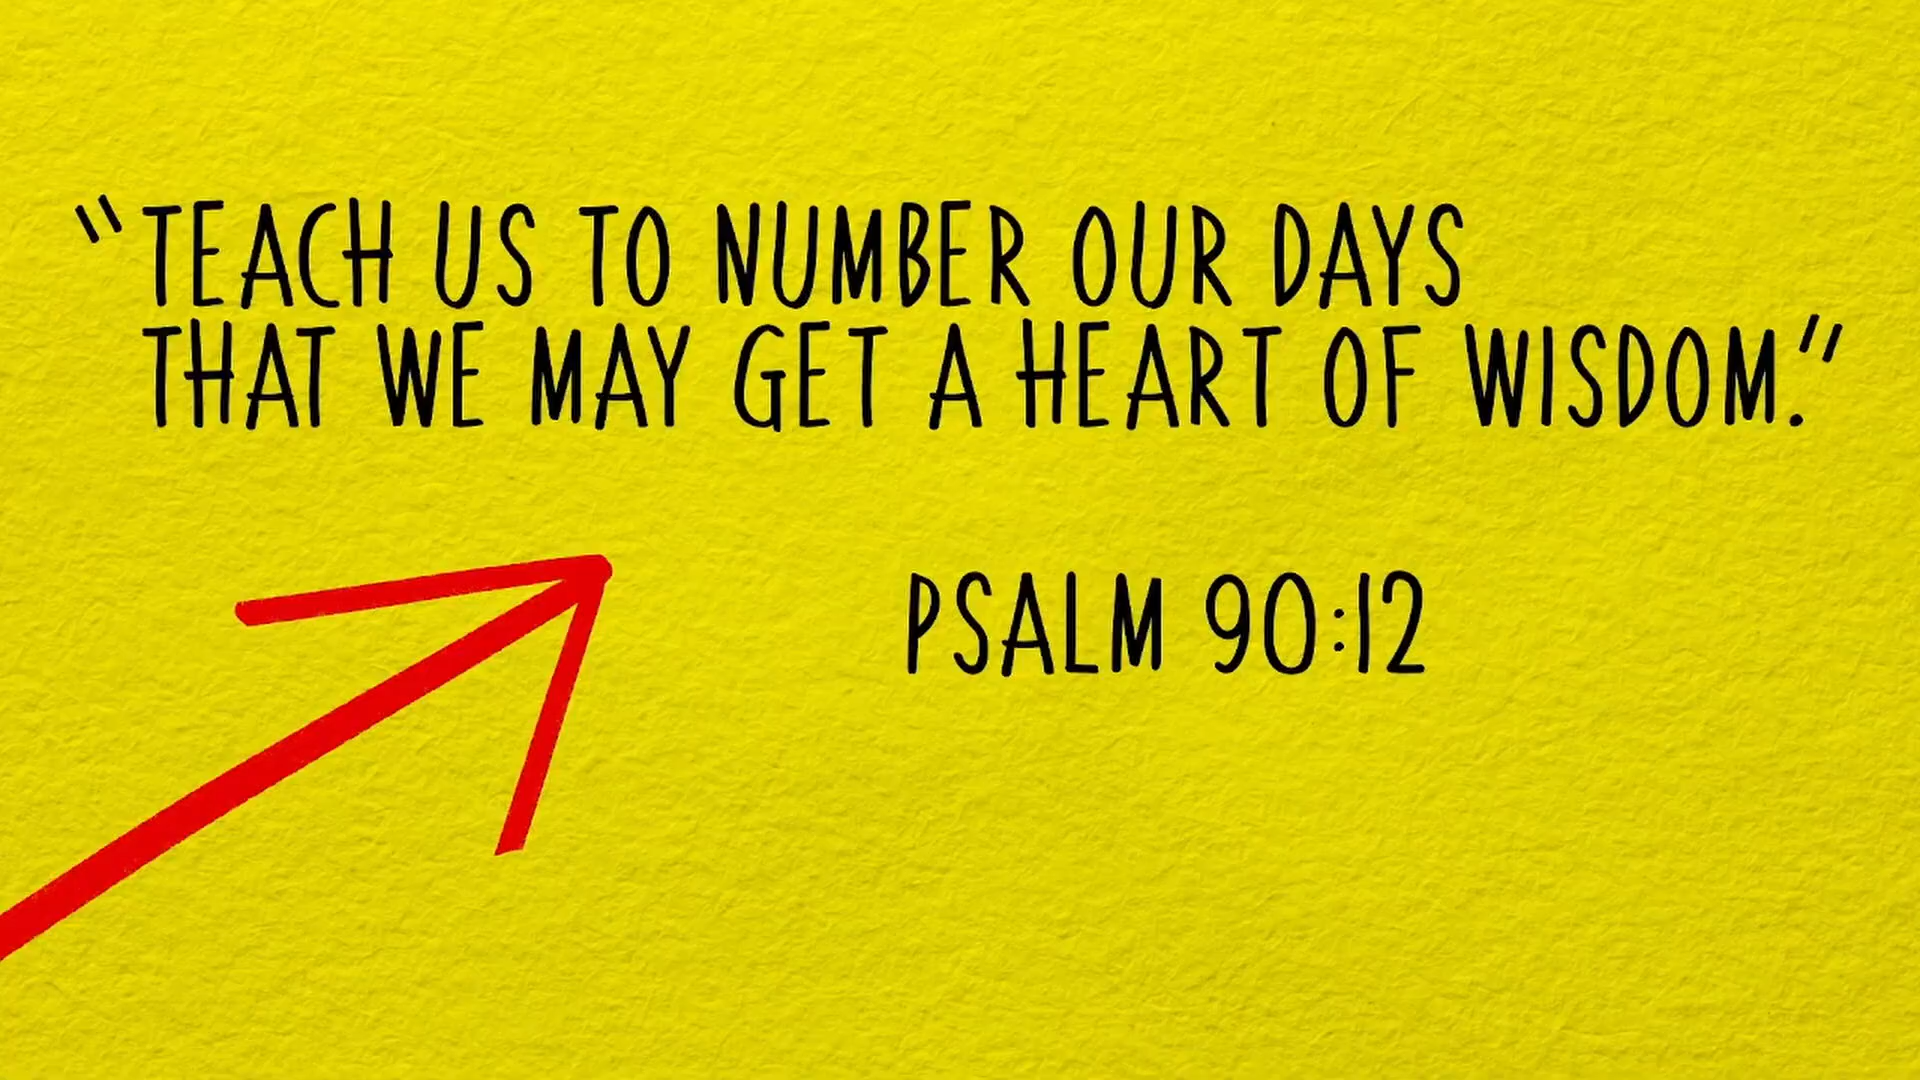 "TEACH US TO NUMBER OUR DAYS
THAT WE MAY GET A HEART OF WISDOM."
PSALM 90:12